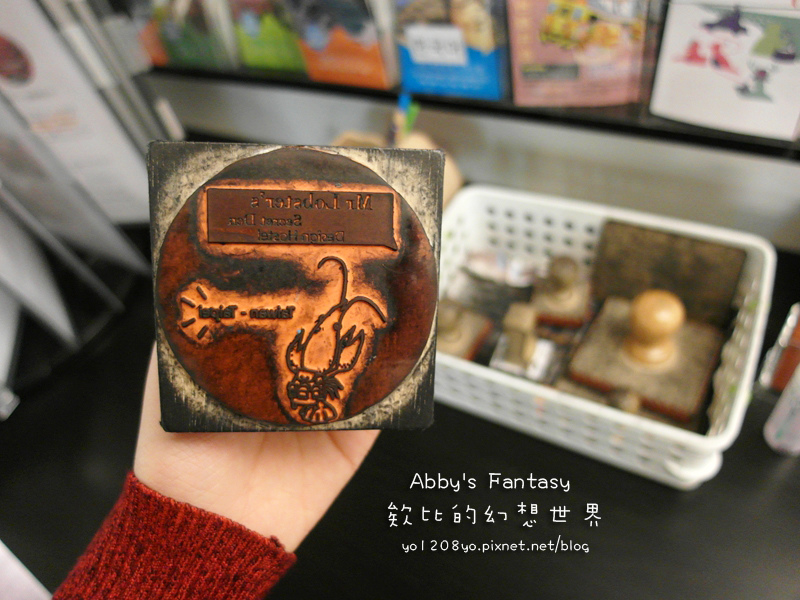 Mr Lobster's
Secret Den
Design Hostel
Taiwan - Taipei
Abby's Fantasy
欸比的幻想世界
yo1208yo.pixnet.net/blog